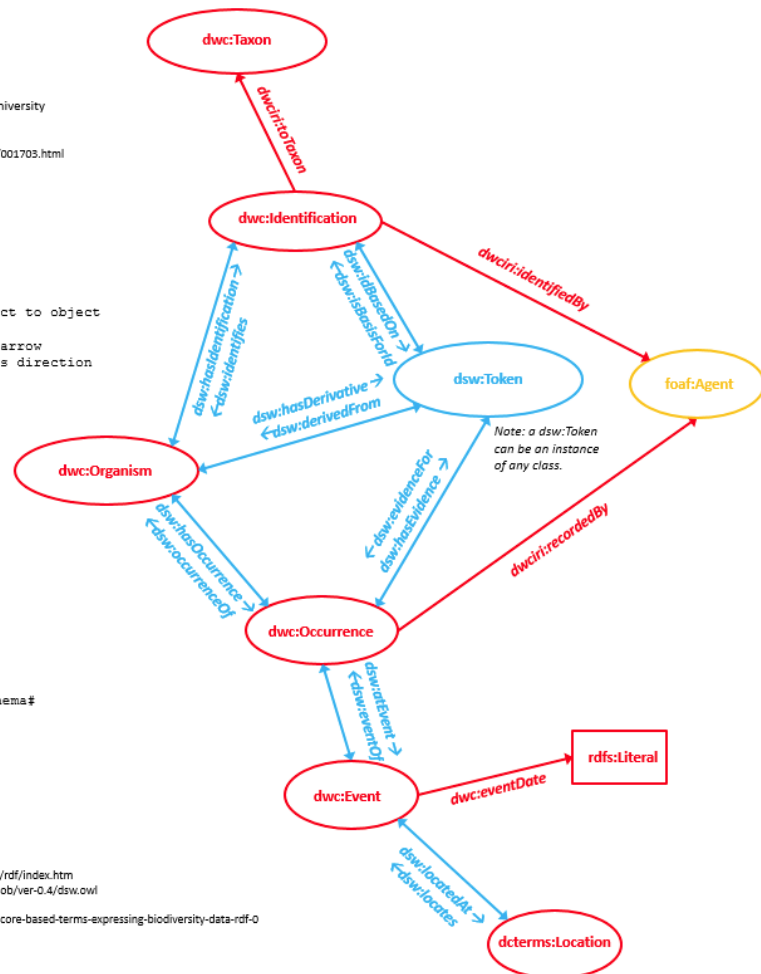 dwc:Taxon
niversity
001703.html
dwciri:toTaxon
dwc:Identification
dwciri:identifiedBy
dsw:hasIdentification →
← dsw:identifies
dsw:idBasedOn →
← dsw:isBasisForId
ct to object
arrow
s direction
dsw:Token
foaf:Agent
dsw:hasDerivative →
← dsw:derivedFrom
Note: a dsw:Token
can be an instance
of any class.
dwc:Organism
← dsw:evidenceFor
dsw:hasEvidence →
dwciri:recordedBy
dsw:hasOccurrence →
← dsw:occurrenceOf
dwc:Occurrence
dsw:atEvent →
← dsw:eventOf
ema#
rdfs:Literal
dwc:Event
dwc:eventDate
dsw:locatedAt →
← dsw:locates
/rdf/index.htm
ob/ver-0.4/dsw.owl
core-based-terms-expressing-biodiversity-data-rdf-0
dcterms:Location